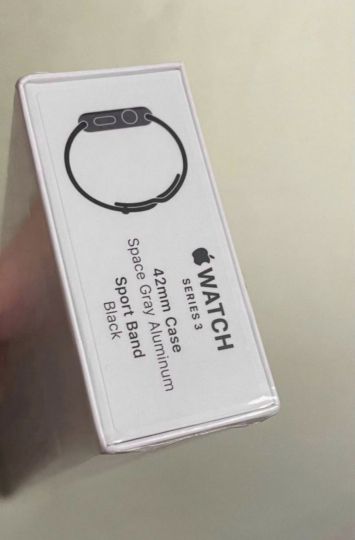 WATCH
SERIES 3
42mm Case
Space Gray Aluminum
Sport Band
Black